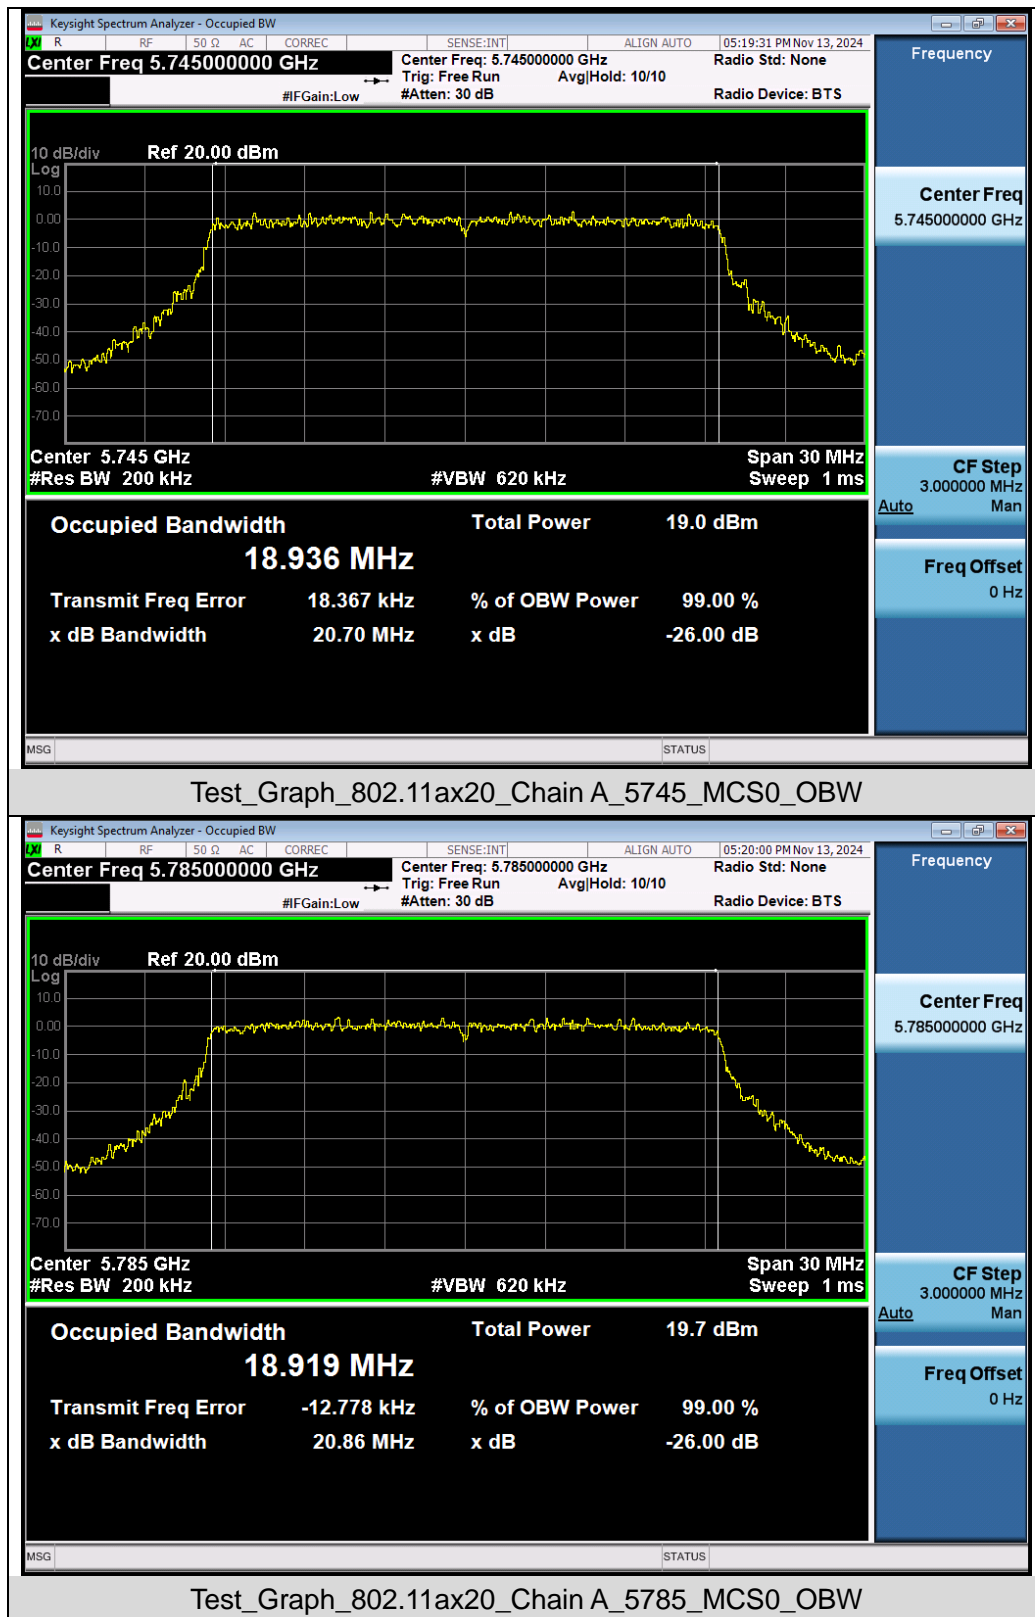 Keysight Spectrum Analyzer - Occupied BW
LXI R RF 50 Ω AC CORREC SENSE:INT ALIGN AUTO 05:19:31 PM Nov 13, 2024
Center Freq 5.745000000 GHz
Center Freq: 5.745000000 GHz Radio Std: None
Trig: Free Run Avg|Hold: 10/10
#IFGain:Low #Atten: 30 dB Radio Device: BTS
10 dB/div Ref 20.00 dBm
Log
10.0
0.00
-10.0
-20.0
-30.0
-40.0
-50.0
-60.0
-70.0
Center 5.745 GHz Span 30 MHz
#Res BW 200 kHz #VBW 620 kHz Sweep 1 ms
Occupied Bandwidth Total Power 19.0 dBm
18.936 MHz
Transmit Freq Error 18.367 kHz % of OBW Power 99.00 %
x dB Bandwidth 20.70 MHz x dB -26.00 dB
MSG STATUS
Frequency
Center Freq
5.745000000 GHz
CF Step
3.000000 MHz
Auto Man
Freq Offset
0 Hz
Test_Graph_802.11ax20_Chain A_5745_MCS0_OBW
Keysight Spectrum Analyzer - Occupied BW
LXI R RF 50 Ω AC CORREC SENSE:INT ALIGN AUTO 05:20:00 PM Nov 13, 2024
Center Freq 5.785000000 GHz
Center Freq: 5.785000000 GHz Radio Std: None
Trig: Free Run Avg|Hold: 10/10
#IFGain:Low #Atten: 30 dB Radio Device: BTS
10 dB/div Ref 20.00 dBm
Log
10.0
0.00
-10.0
-20.0
-30.0
-40.0
-50.0
-60.0
-70.0
Center 5.785 GHz Span 30 MHz
#Res BW 200 kHz #VBW 620 kHz Sweep 1 ms
Occupied Bandwidth Total Power 19.7 dBm
18.919 MHz
Transmit Freq Error -12.778 kHz % of OBW Power 99.00 %
x dB Bandwidth 20.86 MHz x dB -26.00 dB
MSG STATUS
Frequency
Center Freq
5.785000000 GHz
CF Step
3.000000 MHz
Auto Man
Freq Offset
0 Hz
Test_Graph_802.11ax20_Chain A_5785_MCS0_OBW